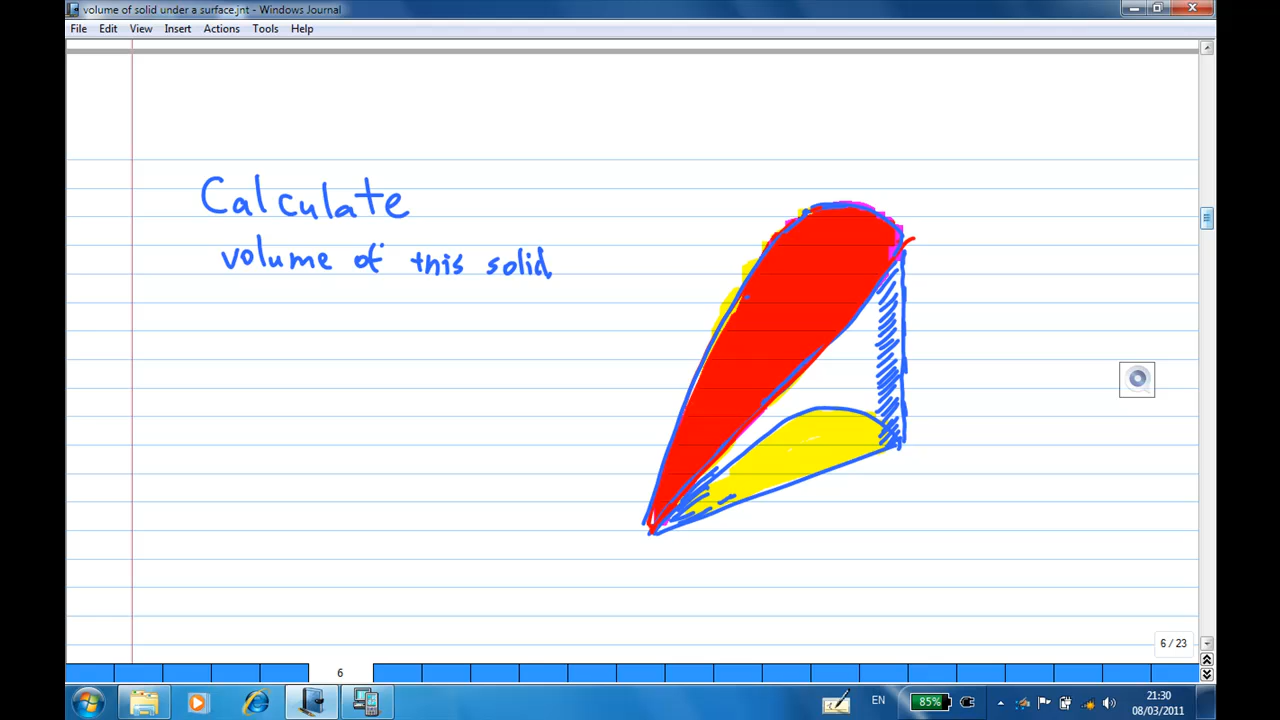 volume of solid under a surface.jnt - Windows Journal
File Edit View Insert Actions Tools Help
Calculate
volume of this solid
6 / 23
6
EN
85%
21:30
08/03/2011